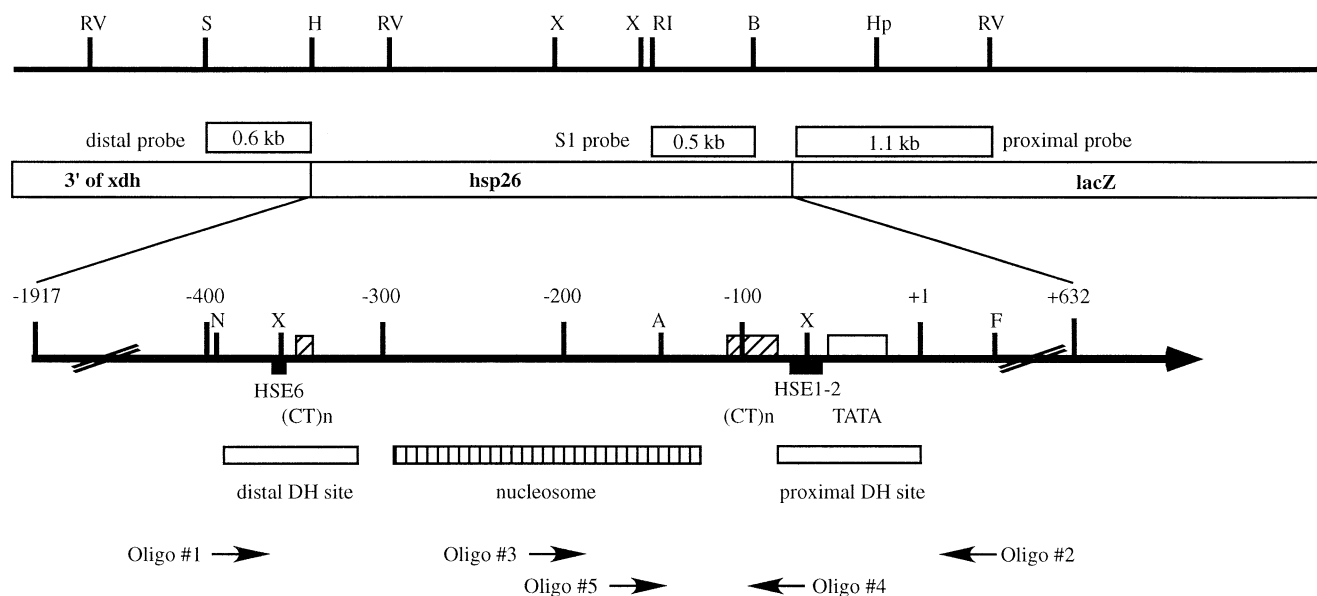 RV S H RV X X RI B Hp RV
distal probe 0.6 kb S1 probe 0.5 kb 1.1 kb proximal probe
3' of xdh hsp26 lacZ
-1917 -400 -300 -200 -100 +1 +632
N X A X F
HSE6 HSE1-2
(CT)n (CT)n TATA
distal DH site nucleosome proximal DH site
Oligo #1 Oligo #3 Oligo #2
Oligo #5 Oligo #4